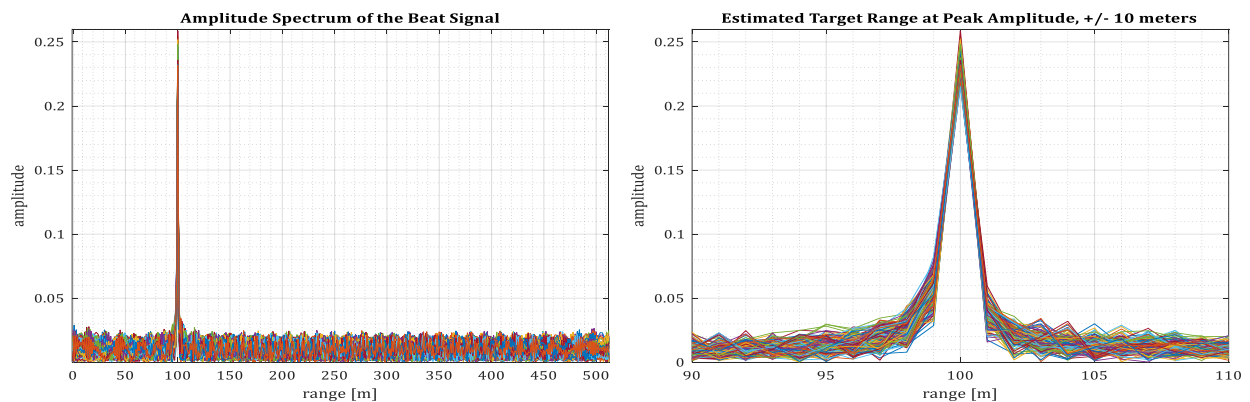 Amplitude Spectrum of the Beat Signal
0.25
0.2
0.15
0.1
0.05
0
amplitude
0 50 100 150 200 250 300 350 400 450 500
range [m]
Estimated Target Range at Peak Amplitude, +/- 10 meters
0.25
0.2
0.15
0.1
0.05
0
amplitude
90 95 100 105 110
range [m]